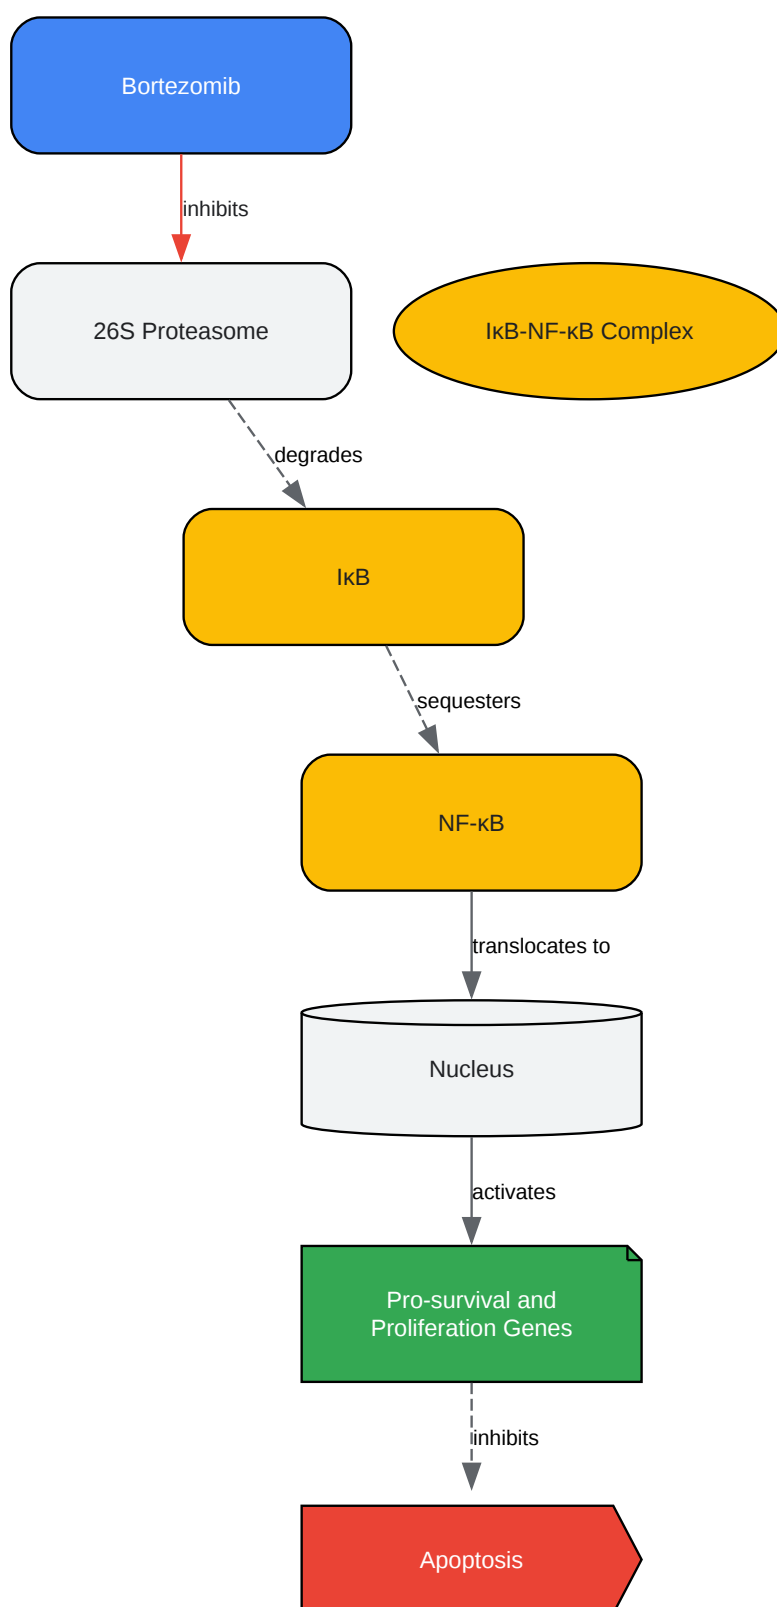 Bortezomib
inhibits
26S Proteasome
IκB-NF-κB Complex
degrades
IκB
sequesters
NF-κB
translocates to
Nucleus
activates
Pro-survival and
Proliferation Genes
inhibits
Apoptosis